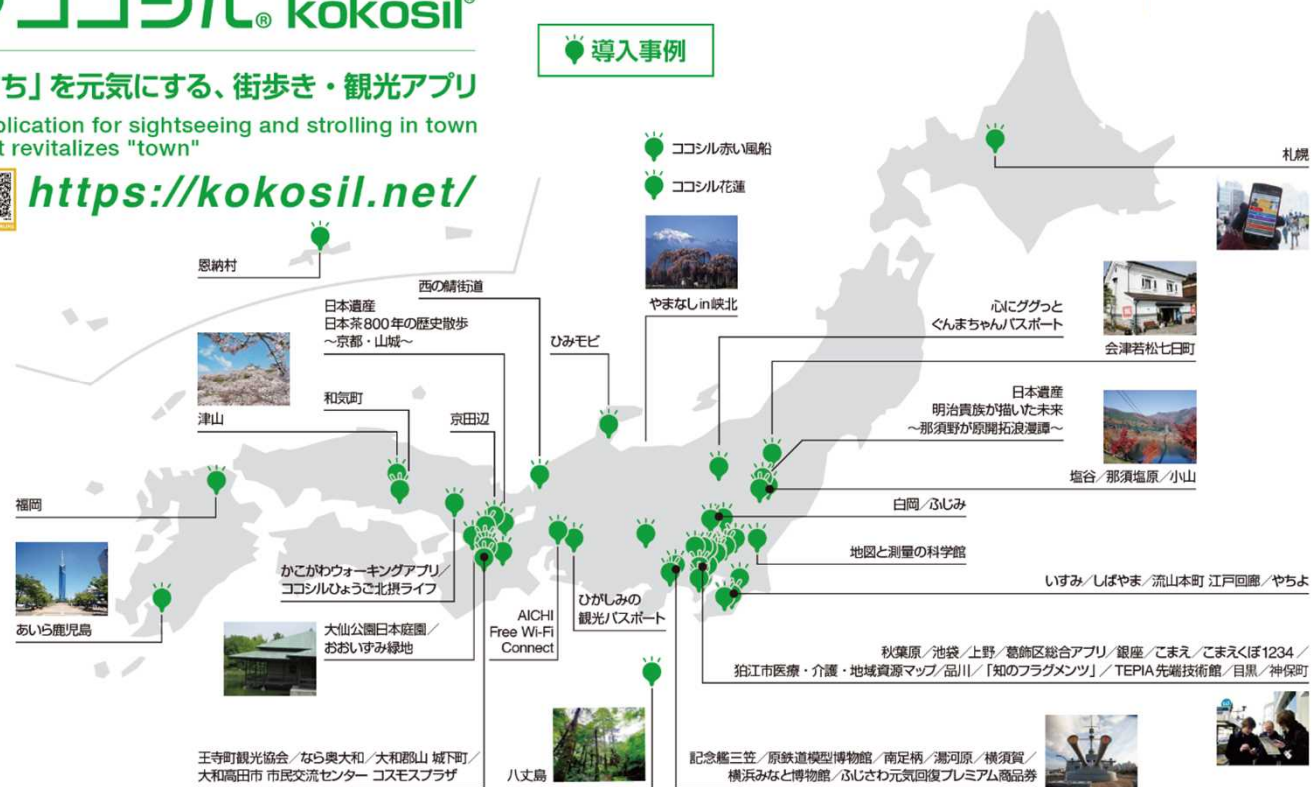 ココシル® kokosil®
ち」を元気にする、街歩き・観光アプリ
plication for sightseeing and strolling in town
t revitalizes "town"
https://kokosil.net/
導入事例
ココシル赤い風船
ココシル花蓮
札幌
恩納村
西の鯖街道
日本遺産
日本茶800年の歴史散歩
～京都・山城～
ひみモビ
やまなしin峡北
心にググっと
ぐんまちゃんパスポート
会津若松七日町
津山
和気町
京田辺
日本遺産
明治貴族が描いた未来
～那須野が原開拓浪漫譚～
塩谷／那須塩原／小山
福岡
白岡／ふじみ
地図と測量の科学館
かこがわウォーキングアプリ／
ココシルひょうご北摂ライフ
いすみ／しばやま／流山本町 江戸回廊／やちよ
あいら鹿児島
大仙公園日本庭園／
おおいずみ緑地
AICHI
Free Wi-Fi
Connect
ひがしみの
観光パスポート
秋葉原／池袋／上野／葛飾区総合アプリ／銀座／こまえ／こまえくぼ1234／
狛江市医療・介護・地域資源マップ／品川／「知のフラグメンツ」／TEPIA先端技術館／目黒／神保町
王寺町観光協会／なら奥大和／大和郡山 城下町／
大和高田市 市民交流センター コスモスプラザ
八丈島
記念艦三笠／原鉄道模型博物館／南足柄／湯河原／横須賀／
横浜みなと博物館／ふじさわ元気回復プレミアム商品券